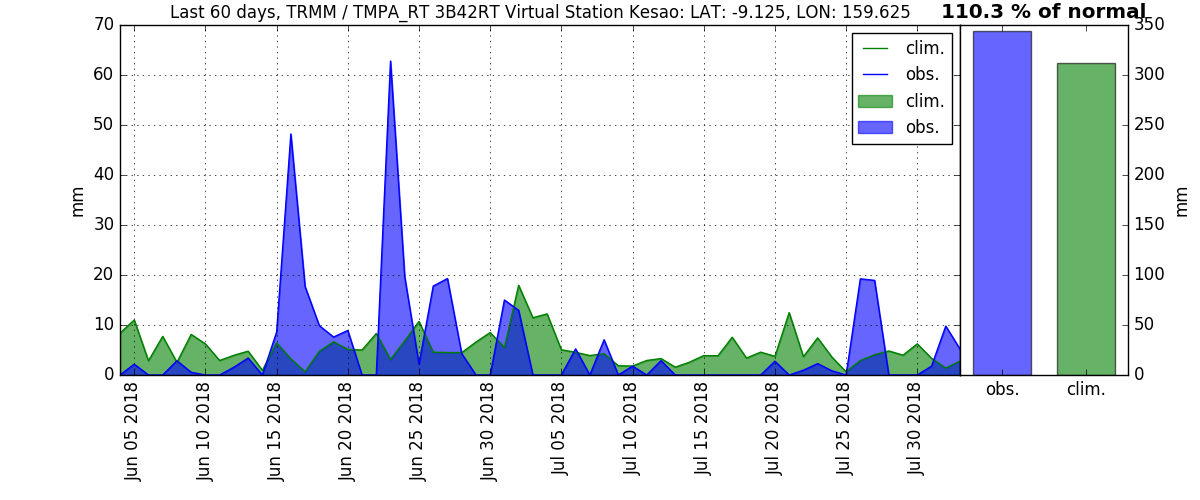 Last 60 days, TRMM / TMPA_RT 3B42RT Virtual Station Kesao: LAT: -9.125, LON: 159.625
110.3 % of normal
70
60
50
40
30
20
10
0
mm
clim.
obs.
clim.
obs.
350
300
250
200
150
100
50
0
mm
Jun 05 2018
Jun 10 2018
Jun 15 2018
Jun 20 2018
Jun 25 2018
Jun 30 2018
Jul 05 2018
Jul 10 2018
Jul 15 2018
Jul 20 2018
Jul 25 2018
Jul 30 2018
obs.
clim.